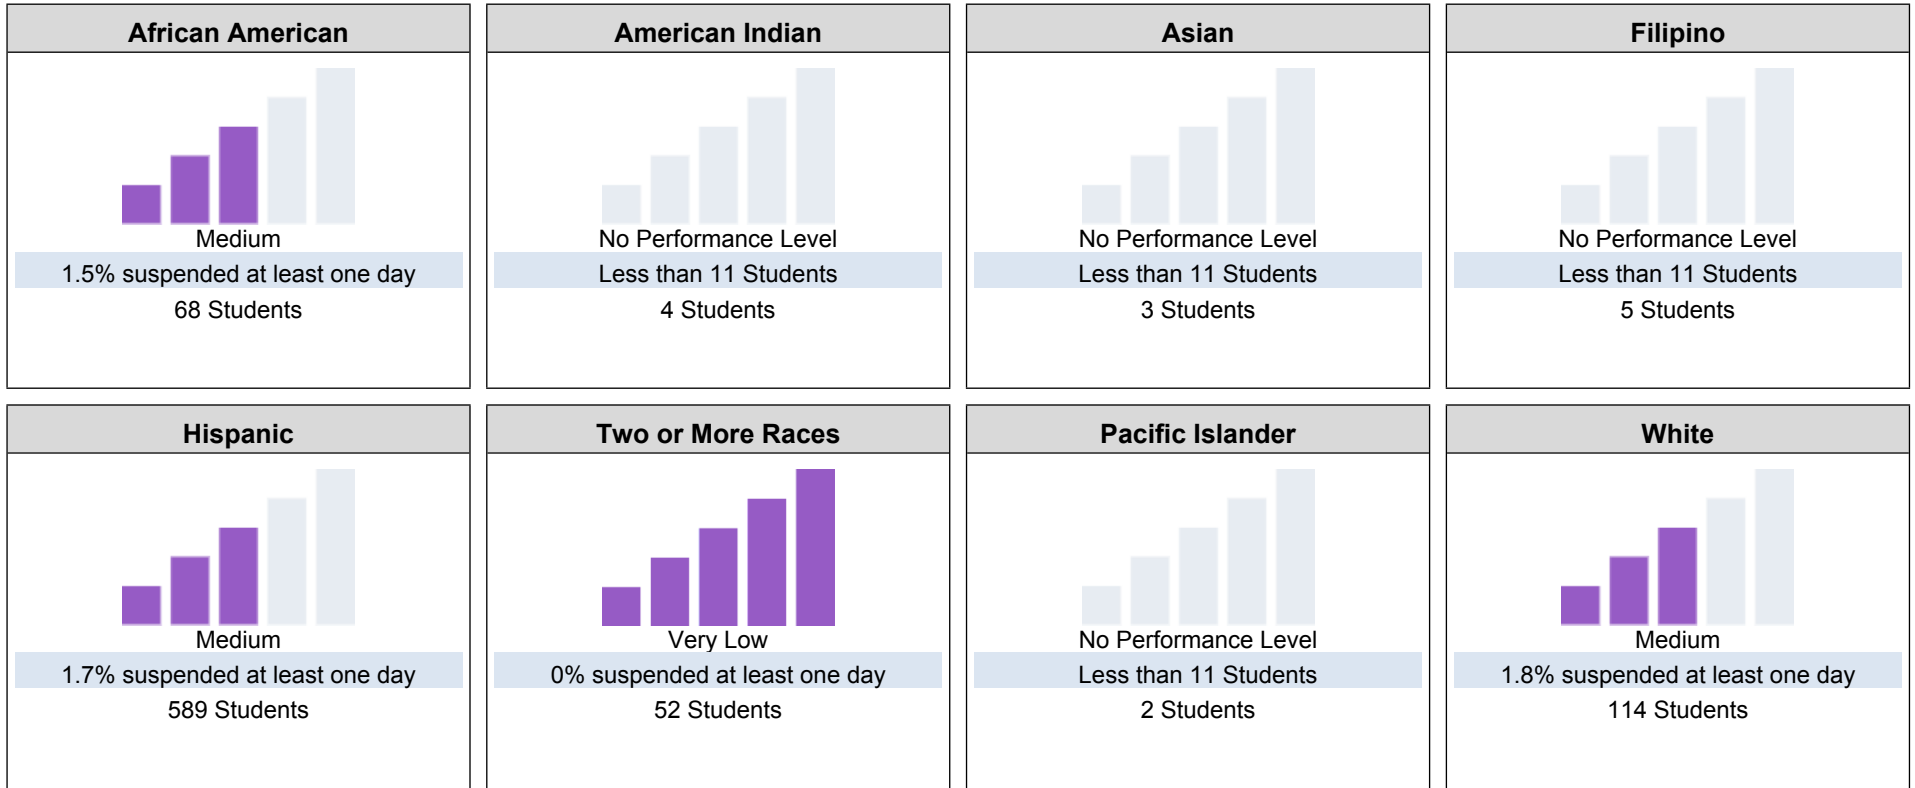 African American
Medium
1.5% suspended at least one day
68 Students
American Indian
No Performance Level
Less than 11 Students
4 Students
Asian
No Performance Level
Less than 11 Students
3 Students
Filipino
No Performance Level
Less than 11 Students
5 Students
Hispanic
Medium
1.7% suspended at least one day
589 Students
Two or More Races
Very Low
0% suspended at least one day
52 Students
Pacific Islander
No Performance Level
Less than 11 Students
2 Students
White
Medium
1.8% suspended at least one day
114 Students